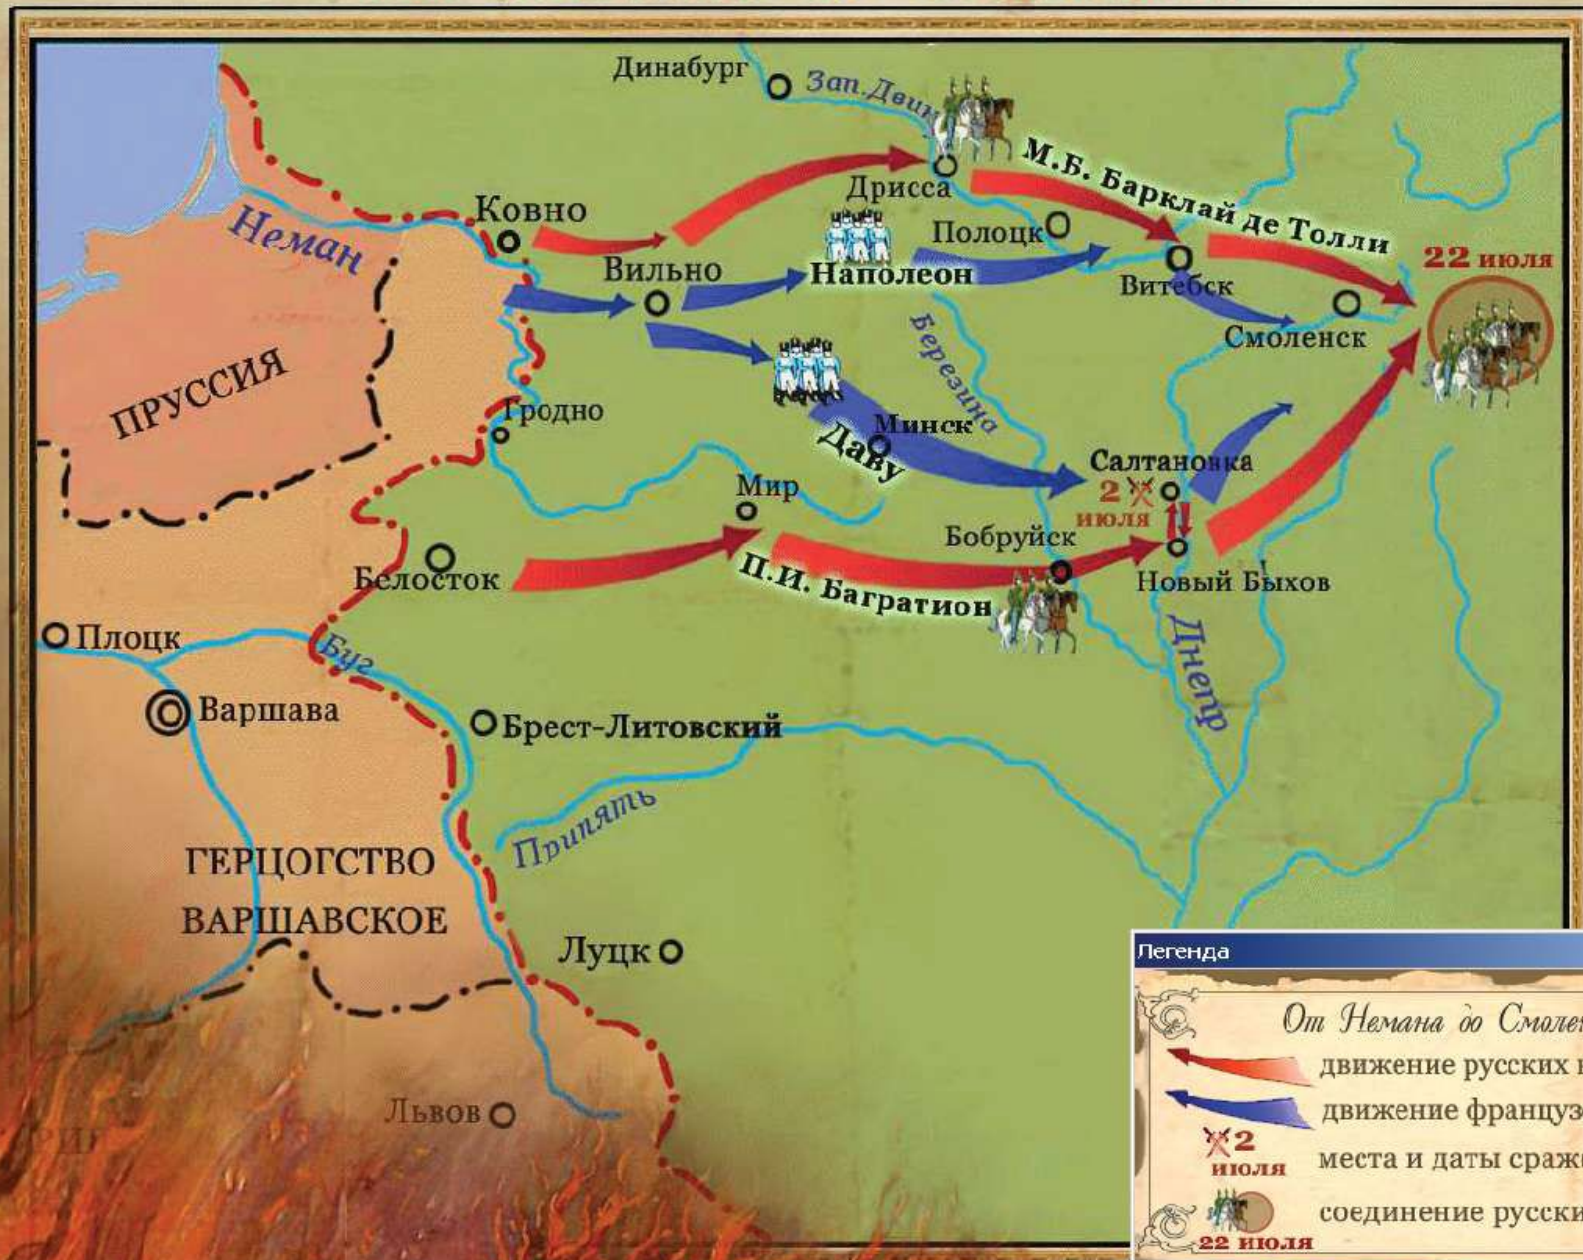 Динабург
Зап. Двин
Дрисса
М.Б. Барклай де Толли
Ковно
Неман
Полоцк
22 июля
Вильно
Наполеон
Витебск
Смоленск
Березина
ПРУССИЯ
Гродно
Минск
Даву
Салтановка
2
июля
Мир
Бобруйск
Белосток
П.И. Багратион
Новый Быхов
Плоцк
Буг
Днепр
Варшава
Брест-Литовский
Припять
ГЕРЦОГСТВО
ВАРШАВСКОЕ
Луцк
Львов
Легенда
От Немана до Смолен
движение русских
движение француз
2
июля
места и даты сраж
соединение русски
22 июля